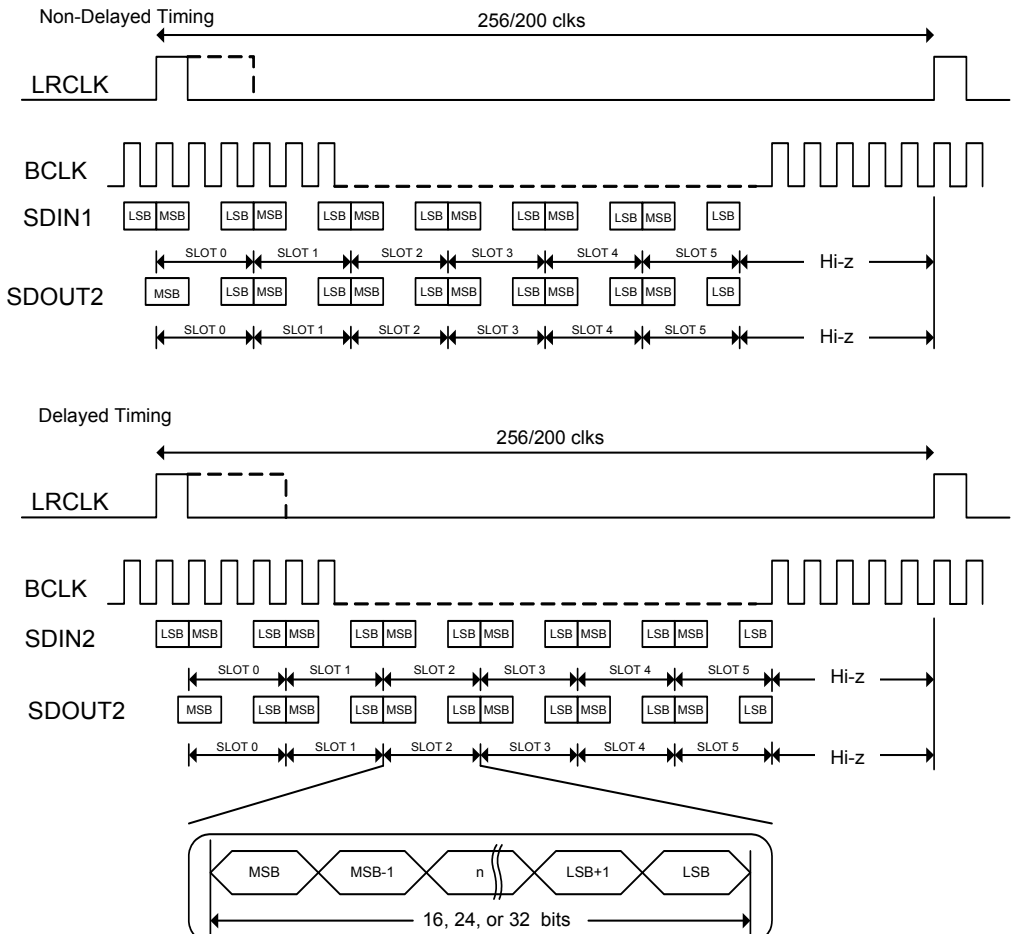 Non-Delayed Timing
256/200 clks
LRCLK
BCLK
SDIN1
LSB MSB LSB MSB LSB MSB LSB MSB LSB MSB LSB MSB LSB
SLOT 0 SLOT 1 SLOT 2 SLOT 3 SLOT 4 SLOT 5 Hi-z
SDOUT2
MSB LSB MSB LSB MSB LSB MSB LSB MSB LSB MSB LSB
SLOT 0 SLOT 1 SLOT 2 SLOT 3 SLOT 4 SLOT 5 Hi-z
Delayed Timing
256/200 clks
LRCLK
BCLK
SDIN2
LSB MSB LSB MSB LSB MSB LSB MSB LSB MSB LSB MSB LSB
SLOT 0 SLOT 1 SLOT 2 SLOT 3 SLOT 4 SLOT 5 Hi-z
SDOUT2
MSB LSB MSB LSB MSB LSB MSB LSB MSB LSB MSB LSB
SLOT 0 SLOT 1 SLOT 2 SLOT 3 SLOT 4 SLOT 5 Hi-z
MSB MSB-1 n LSB+1 LSB
16, 24, or 32 bits